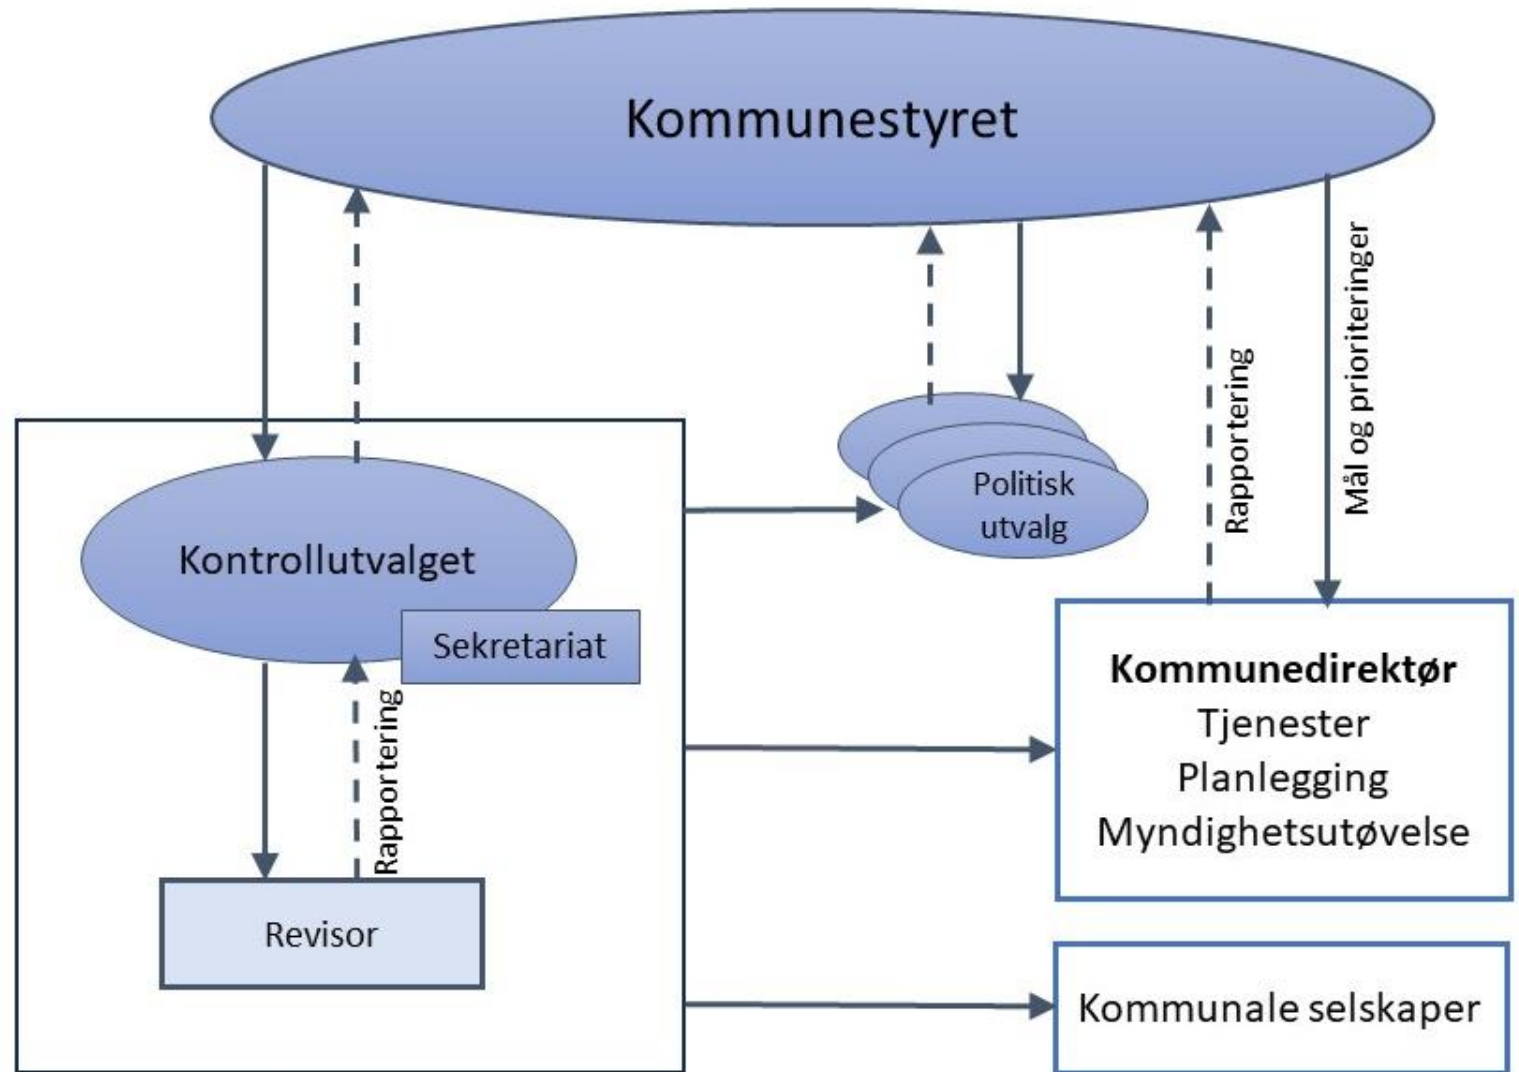 Kommunestyret
Mål og prioriteringer
Rapportering
Politisk
utvalg
Kontrollutvalget
Sekretariat
Rapportering
Revisor
Kommunedirektør
Tjenester
Planlegging
Myndighetsutøvelse
Kommunale selskaper